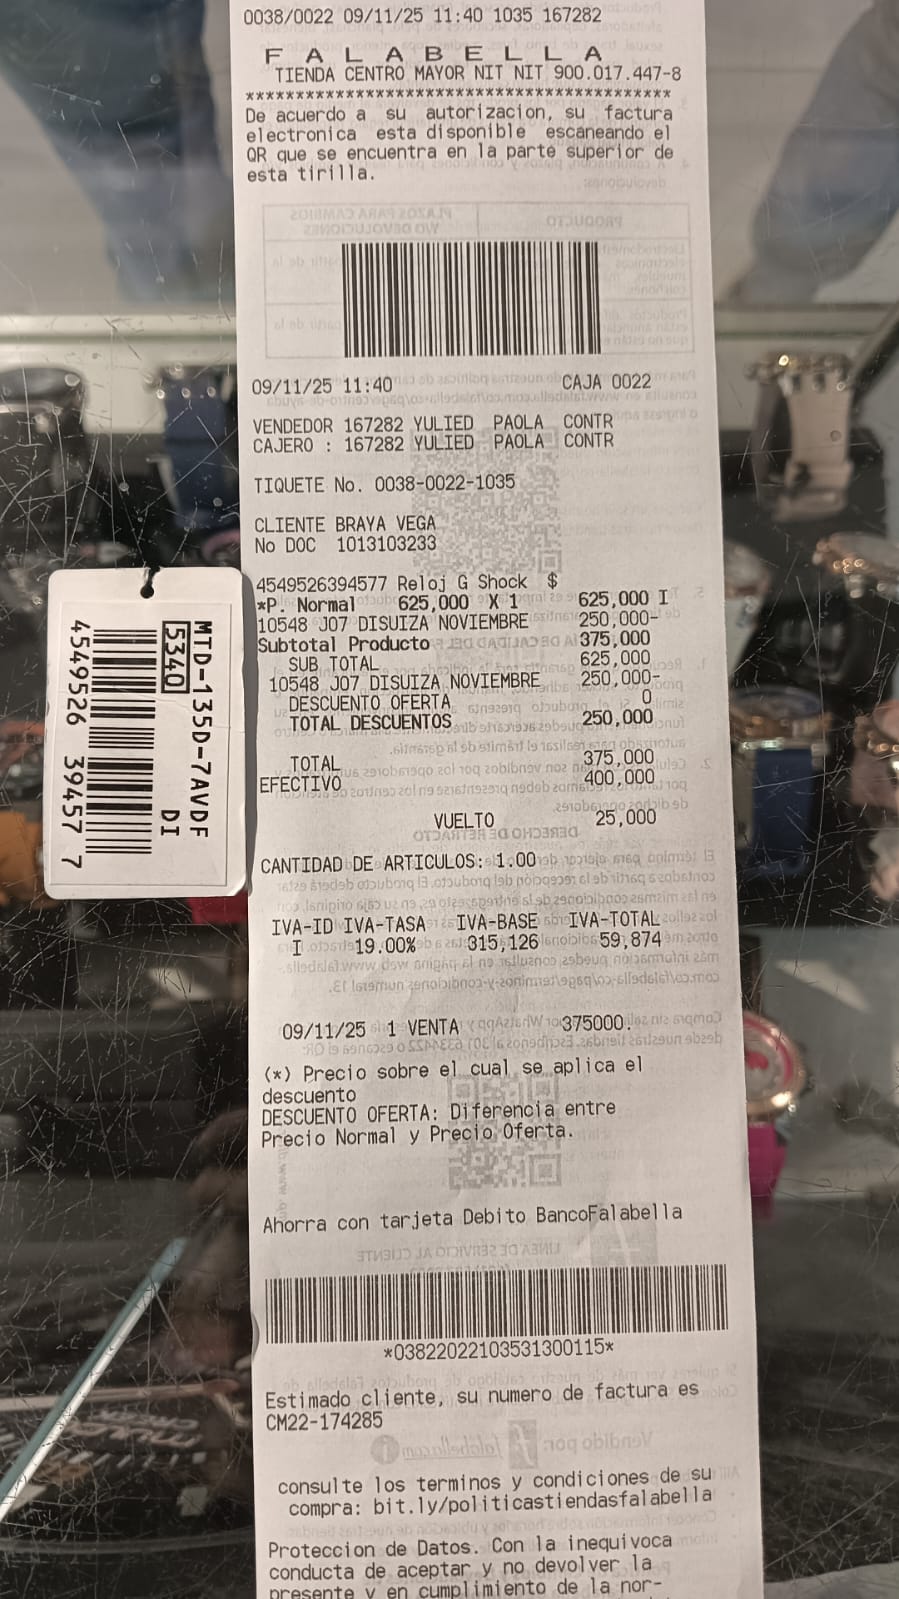 0038/0022 09/11/25 11:40 1035 167282
F A L A B E L L A
TIENDA CENTRO MAYOR NIT NIT 900.017.447-8
******************************************
De acuerdo a su autorizacion, su factura
electronica esta disponible escaneando el
QR que se encuentra en la parte superior de
esta tirilla.
09/11/25 11:40 CAJA 0022
VENDEDOR 167282 YULIED PAOLA CONTR
CAJERO : 167282 YULIED PAOLA CONTR
TIQUETE No. 0038-0022-1035
CLIENTE BRAYA VEGA
No DOC 1013103233
4549526394577 Reloj G Shock $
*P. Normal 625,000 X 1 625,000 I
10548 J07 DISUIZA NOVIEMBRE 250,000-
Subtotal Producto 375,000
SUB TOTAL 625,000
10548 J07 DISUIZA NOVIEMBRE 250,000-
DESCUENTO OFERTA 0
TOTAL DESCUENTOS 250,000
TOTAL 375,000
EFECTIVO 400,000
VUELTO 25,000
CANTIDAD DE ARTICULOS: 1.00
IVA-ID IVA-TASA IVA-BASE IVA-TOTAL
I 19.00% 315,126 59,874
09/11/25 1 VENTA 375000.
(*) Precio sobre el cual se aplica el
descuento
DESCUENTO OFERTA: Diferencia entre
Precio Normal y Precio Oferta.
Ahorra con tarjeta Debito BancoFalabella
*03822022103531300115*
Estimado cliente, su numero de factura es
CM22-174285
consulte los terminos y condiciones de su
compra: bit.ly/politicastiendasfalabella
Proteccion de Datos. Con la inequivoca
conducta de aceptar y no devolver la
presente y en cumplimiento de la nor-
MTD-135D-7AVDF
5340 DI
4549526 39457 7